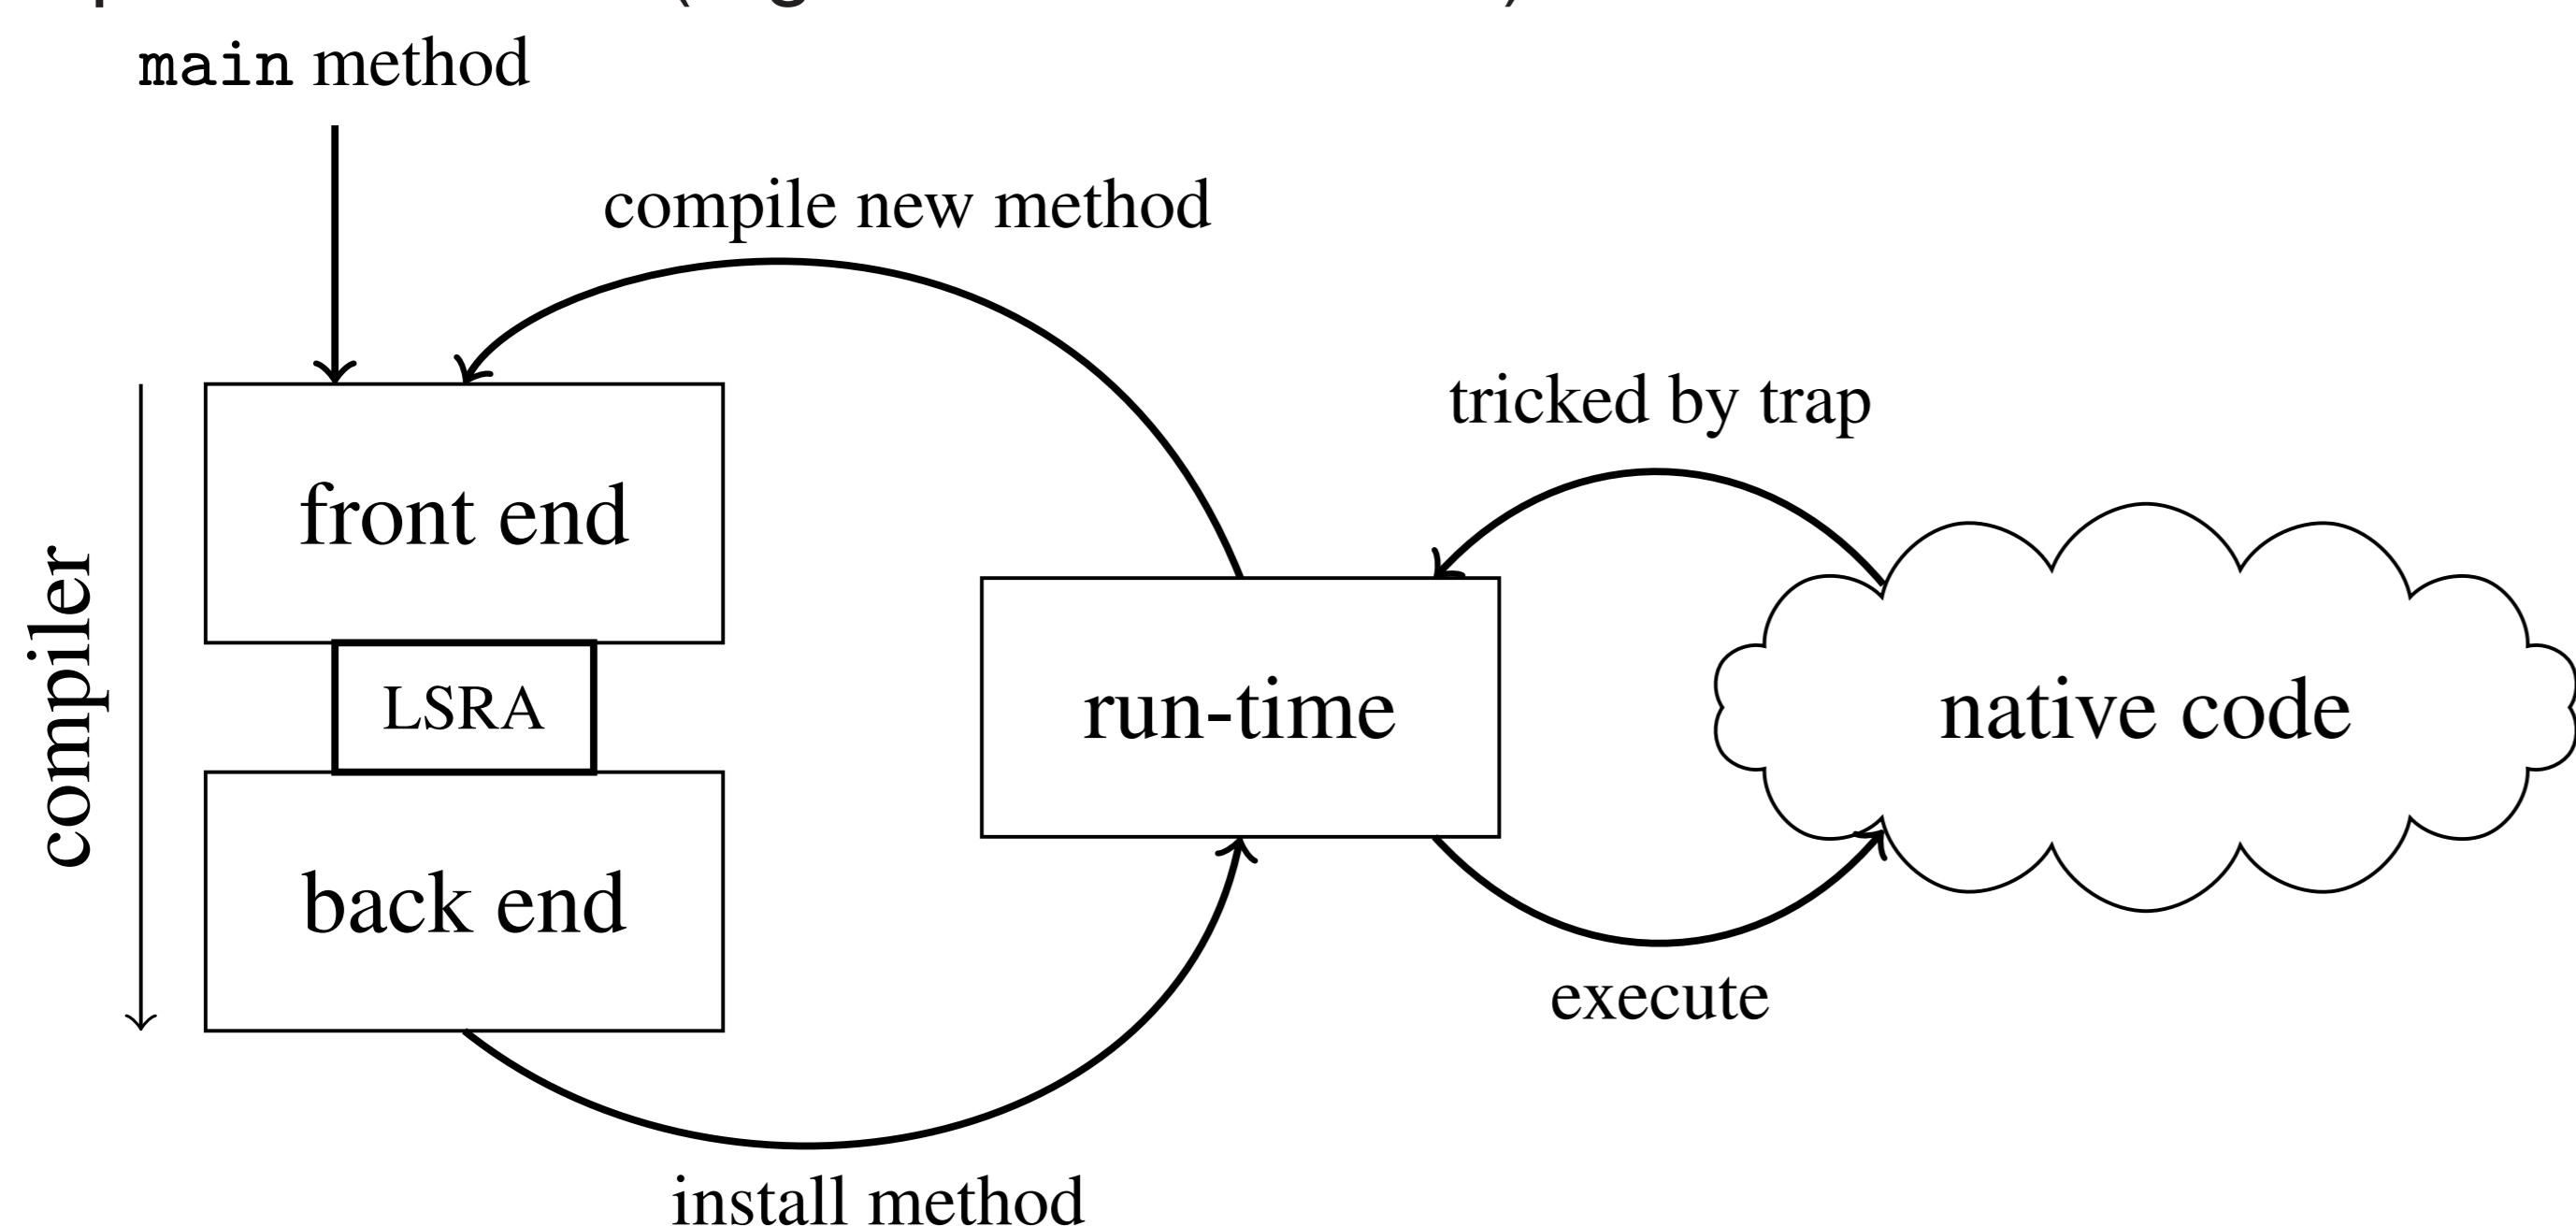 main method
compile new method
tricked by trap
front end
compiler
LSRA
run-time
native code
back end
execute
install method